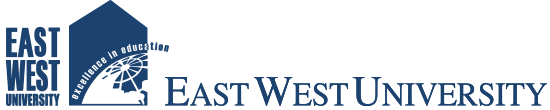 EAST
WEST
UNIVERSITY
excellence in education
EAST WEST UNIVERSITY